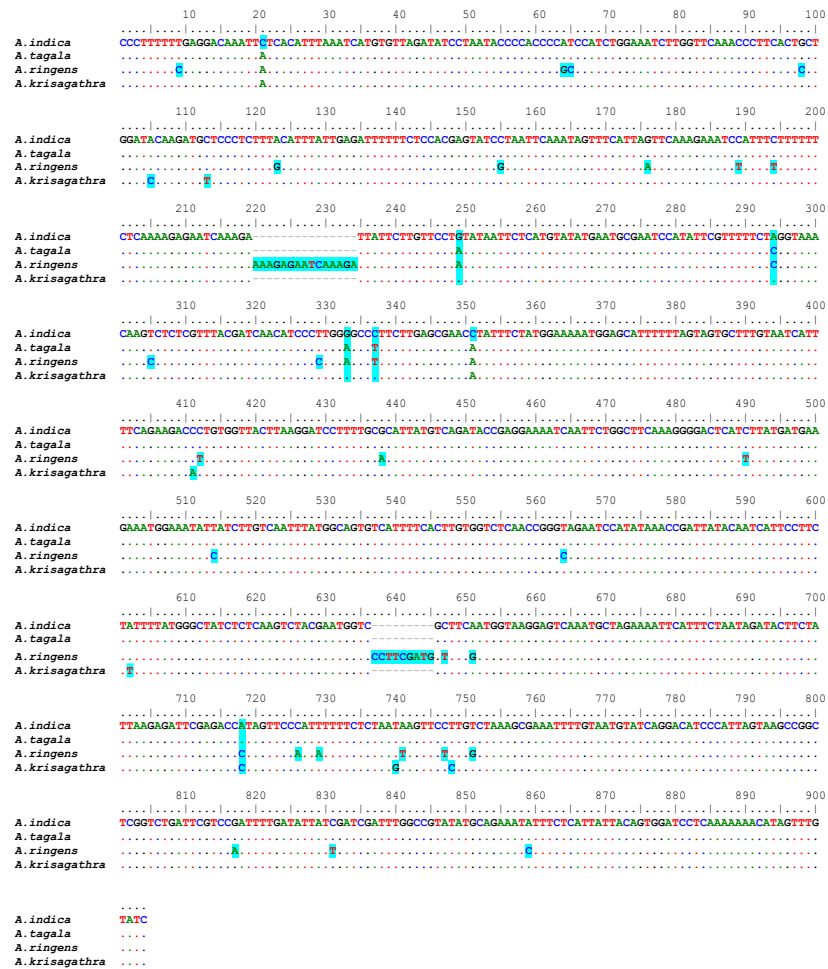 10 20 30 40 50 60 70 80 90 100
....|....|....|....|....|....|....|....|....|....|....|....|....|....|....|....|....|....|....|....|
A.indica CCCTTTTTTGAGGACAAATTCTCACATTTAAATCATGTGTTAGATATCCTAATACCCCACCCCATCCATCTGGAAATCTTGGTTCAAACCCTTCACTGCT
A.tagala ....................A...............................................................................
A.ringens ........C...........A..........................................GC................................C..
A.krisagathra ....................A...............................................................................
110 120 130 140 150 160 170 180 190 200
....|....|....|....|....|....|....|....|....|....|....|....|....|....|....|....|....|....|....|....|
A.indica GGATACAAGATGCTCCCTCTTTACATTTATTGAGATTTTTTCTCCACGAGTATCCTAATTCAAATAGTTTCATTAGTTCAAAGAAATCCATTTCTTTTTT
A.tagala ....................................................................................................
A.ringens ......................G...............................G....................A............T....T......
A.krisagathra ....C.......T.......................................................................................
210 220 230 240 250 260 270 280 290 300
....|....|....|....|....|....|....|....|....|....|....|....|....|....|....|....|....|....|....|....|
A.indica CTCAAAAGAGAATCAAAGA---------------TTATTCTTGTTCCTGTATAATTCTCATGTATATGAATGCGAATCCATATTCGTTTTTCTAGGTAAA
A.tagala ...................---------------..............A............................................C......
A.ringens ...................AAAGAGAATCAAAGA..............A............................................C......
A.krisagathra ...................---------------..................................................................
310 320 330 340 350 360 370 380 390 400
....|....|....|....|....|....|....|....|....|....|....|....|....|....|....|....|....|....|....|....|
A.indica CAAGTCTCTCGTTTACGATCAACATCCCTTGGGGCCCTTCTTGAGCGAACCTATTTCTATGGAAAAATGGAGCATTTTTTAGTAGTGCTTTGTAATCATT
A.tagala ................................A...T.............A.................................................
A.ringens ....C.......................C...A...T.............A.................................................
A.krisagathra ..................................................A.................................................
410 420 430 440 450 460 470 480 490 500
....|....|....|....|....|....|....|....|....|....|....|....|....|....|....|....|....|....|....|....|
A.indica TTCAGAAGACCCTGTGGTTACTTAAGGATCCTTTTGCGCATTATGTCAGATACCGAGGAAAATCAATTCTGGCTTCAAAGGGGACTCATCTTATGATGAA
A.tagala ....................................................................................................
A.ringens ...........T.........................A...................................................T..........
A.krisagathra ..........A.........................................................................................
510 520 530 540 550 560 570 580 590 600
....|....|....|....|....|....|....|....|....|....|....|....|....|....|....|....|....|....|....|....|
A.indica GAAATGGAAATATTATCTTGTCAATTTATGGCAGTGTCATTTTCACTTGTGGTCTCAACCGGGTAGAATCCATATAAACCGATTATACAATCATTCCTTC
A.tagala ....................................................................................................
A.ringens .............C.................................................C....................................
A.krisagathra ....................................................................................................
610 620 630 640 650 660 670 680 690 700
....|....|....|....|....|....|....|....|....|....|....|....|....|....|....|....|....|....|....|....|
A.indica TATTTTATGGGCTATCTCTCAAGTCTACGAATGGTC---------GCTTCAATGGTAAGGAGTCAAATGCTAGAAAATTCATTTCTAATAGATACTTCTA
A.tagala ....................................---------.......................................................
A.ringens ....................................CCTTCGATG.T...G.................................................
A.krisagathra .T..................................---------.......................................................
710 720 730 740 750 760 770 780 790 800
....|....|....|....|....|....|....|....|....|....|....|....|....|....|....|....|....|....|....|....|
A.indica TTAAGAGATTCGAGACCATAGTTCCCATTTTTTCTCTAATAAGTTCCTTGTCTAAAGCGAAATTTTGTAATGTATCAGGACATCCCATTAGTAAGCCGGC
A.tagala ....................................................................................................
A.ringens .................C.......A..A...........T.....T...G.................................................
A.krisagathra .................C.....................G.......C....................................................
810 820 830 840 850 860 870 880 890 900
....|....|....|....|....|....|....|....|....|....|....|....|....|....|....|....|....|....|....|....|
A.indica TCGGTCTGATTCGTCCGATTTTGATATTATCGATCGATTTGGCCGTATATGCAGAAATATTTCTCATTATTACAGTGGATCCTCAAAAAAACATAGTTTG
A.tagala ....................................................................................................
A.ringens ................A.............T...........................C.........................................
A.krisagathra ....................................................................................................
....
A.indica TATC
A.tagala ....
A.ringens ....
A.krisagathra ....